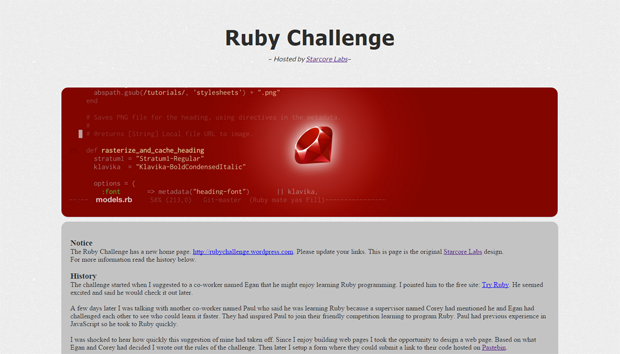 Ruby Challenge
~ Hosted by Starcore Labs~
abspath.gsub(/tutorials/, 'stylesheets') + ".png"
end
# Saves PNG file for the heading, using directives in the metadata.
#
# @returns [String] Local file URL to image.
def rasterize_and_cache_heading
stratum1 = "Stratum1-Regular"
klavika = "Klavika-BoldCondensedItalic"
options = {
:font => metadata("heading-font") || klavika,
models.rb 58% (213,0) Git-master (Ruby
Notice
The Ruby Challenge has a new home page. http://rubychallenge.wordpress.com. Please update your links. This is page is the original Starcore Labs design.
For more information read the history below.
History
The challenge started when I suggested to a co-worker named Egan that he might enjoy learning Ruby programming. I pointed him to the free site: Try Ruby. He seemed
excited and said he would check it out later.
A few days later I was talking with another co-worker named Paul who said he was learning Ruby because a supervisor named Corey had mentioned he and Egan had
challenged each other to see who could learn it faster. They had inspired Paul to join their friendly competition learning to program Ruby. Paul had previous experience in
JavaScript so he took to Ruby quickly.
I was shocked to hear how quickly this suggestion of mine had taken off. Since I enjoy building web pages I took the opportunity to design a web page. Based on what
Egan and Corey had decided I wrote out the rules of the challenge. Then later I setup a form where they could submit a link to their code hosted on Pastebin.